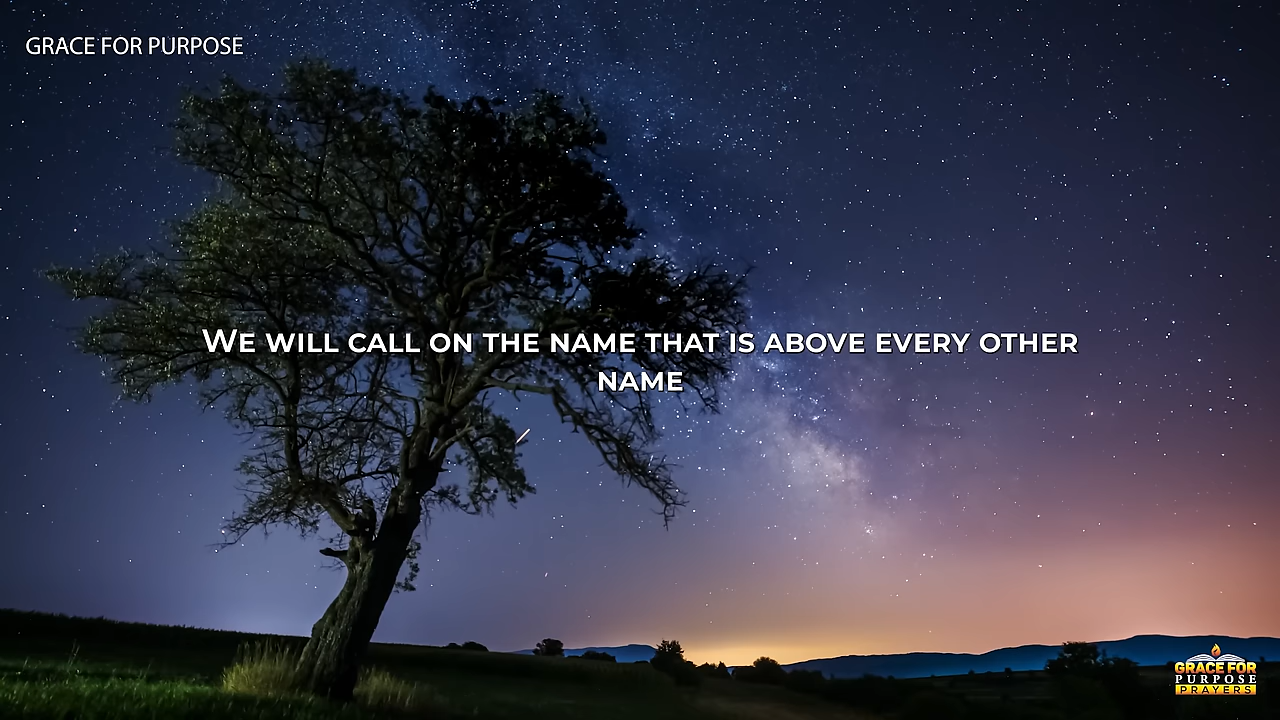 GRACE FOR PURPOSE
WE WILL CALL ON THE NAME THAT IS ABOVE EVERY OTHER
NAME
GRACE FOR
PURPOSE
PRAYERS